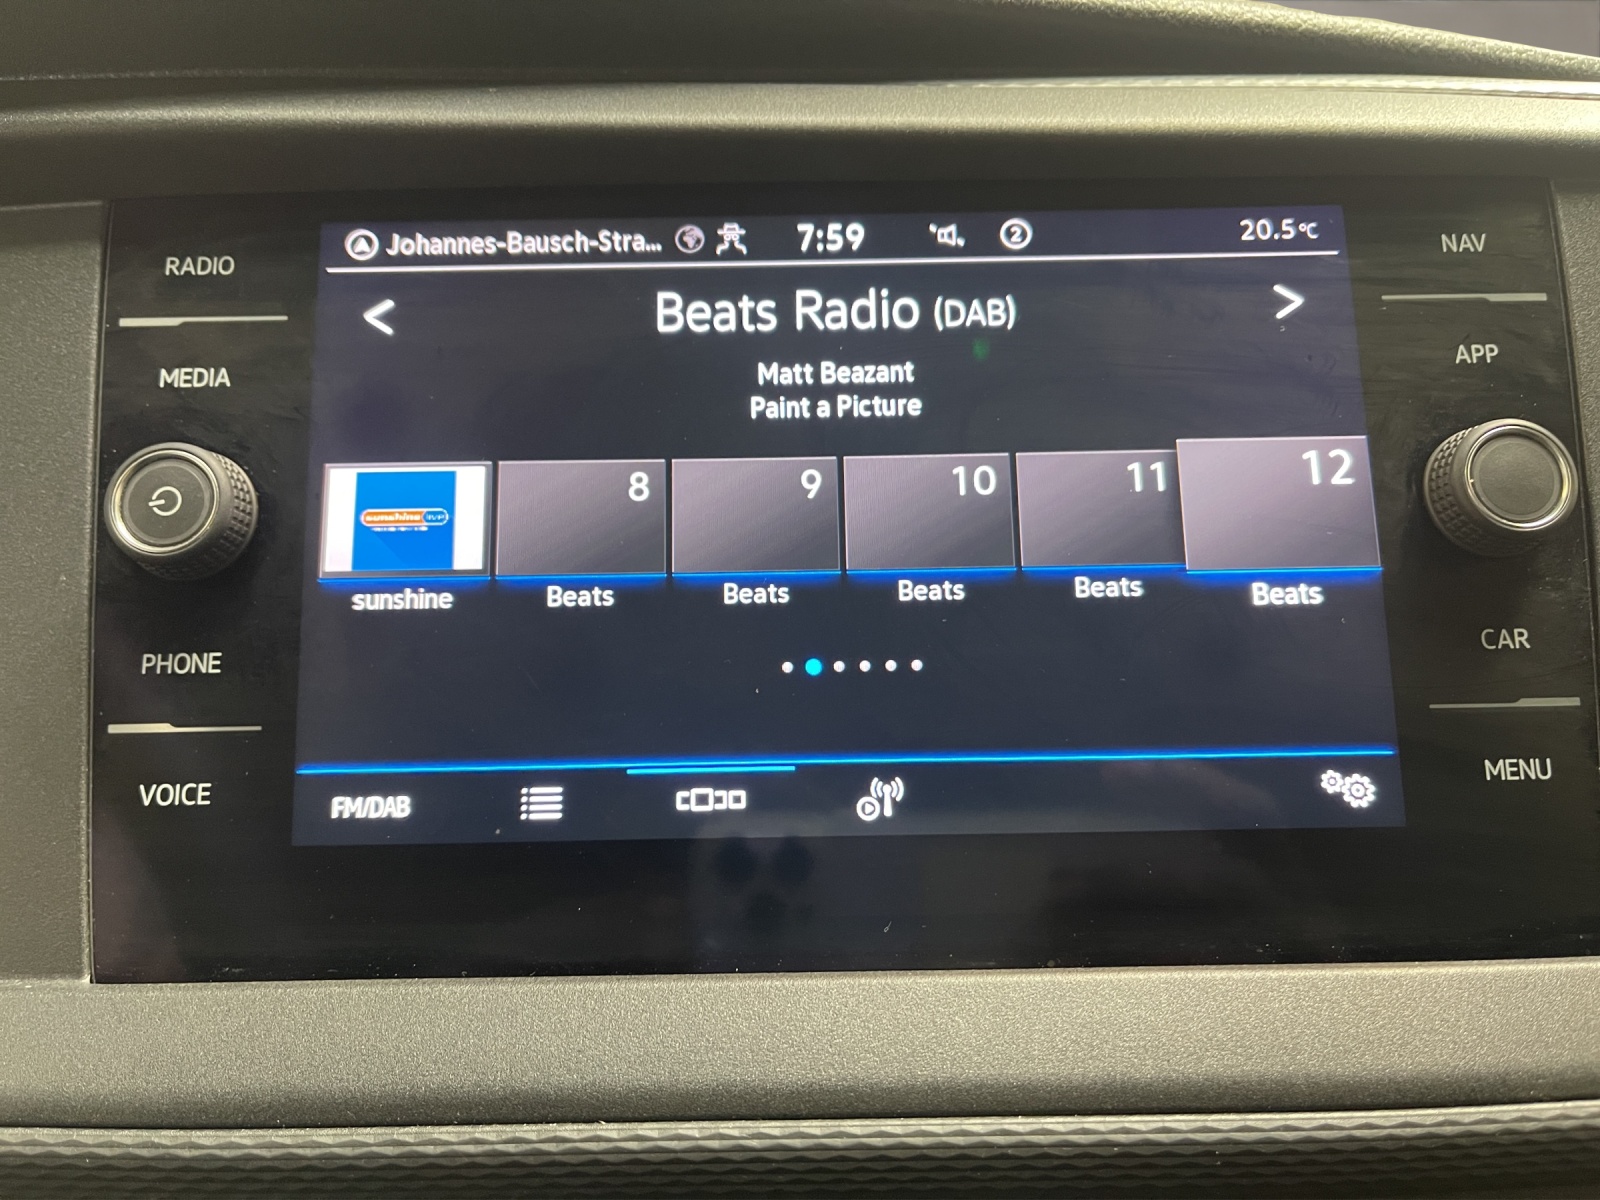 RADIO
MEDIA
PHONE
VOICE
Johannes-Bausch-Stra...
7:59
2
20.5°C
< Beats Radio (DAB) >
Matt Beazant
Paint a Picture
sunshine
8
9
10
11
12
sunshine
Beats
Beats
Beats
Beats
Beats
FM/DAB
NAV
APP
CAR
MENU